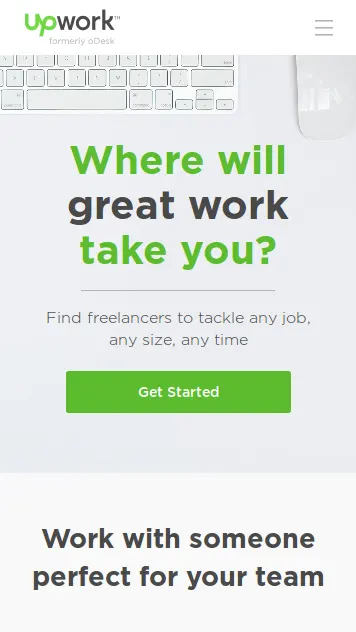 Upwork™
formerly oDesk
Where will
great work
take you?
Find freelancers to tackle any job,
any size, any time
Get Started
Work with someone
perfect for your team